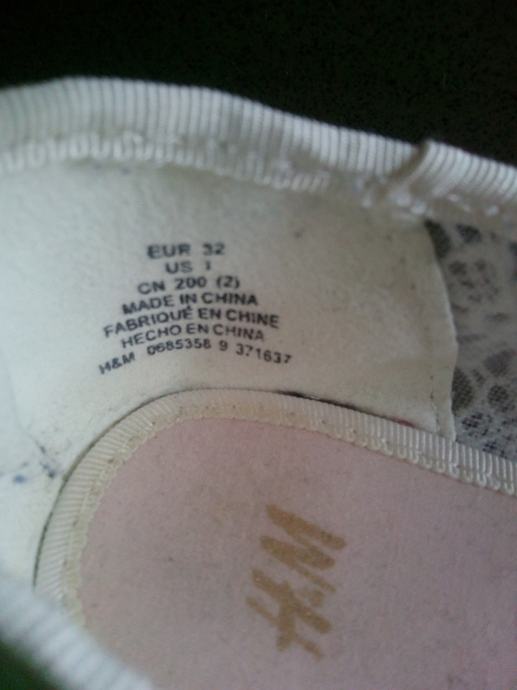 EUR 32
US 1
CN 200 (2)
MADE IN CHINA
FABRIQUÉ EN CHINE
HECHO EN CHINA
H&M 0685358 9 371637
H&M